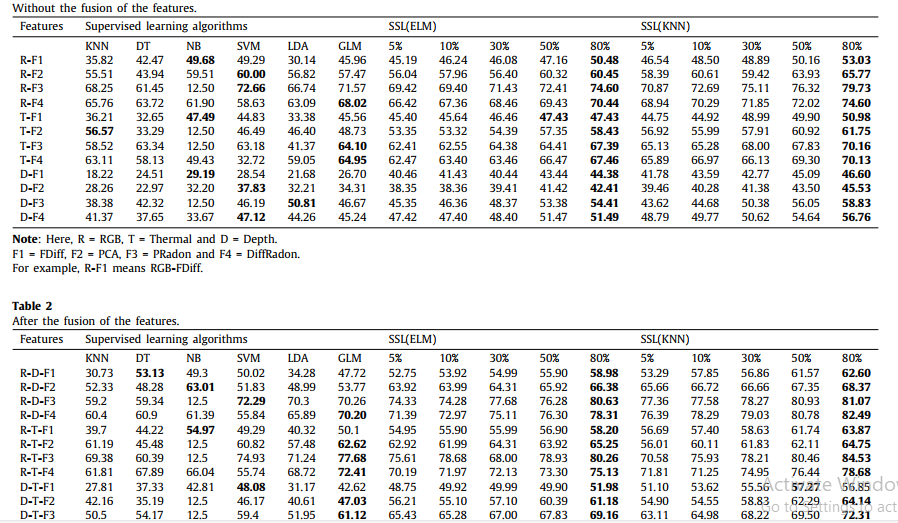 Without the fusion of the features.
Features Supervised learning algorithms SSL(ELM) SSL(KNN)
KNN DT NB SVM LDA GLM 5% 10% 30% 50% 80% 5% 10% 30% 50% 80%
R-F1 35.82 42.47 49.68 49.29 30.14 45.96 45.19 46.24 46.08 47.16 50.48 46.54 48.50 48.89 50.16 53.03
R-F2 55.51 43.94 59.51 60.00 56.82 57.47 56.04 57.96 56.40 60.32 60.45 58.39 60.61 59.42 63.93 65.77
R-F3 68.25 61.45 12.50 72.66 66.74 71.57 69.42 69.40 71.43 72.41 74.60 70.87 72.69 75.11 76.32 79.73
R-F4 65.76 63.72 61.90 58.63 63.09 68.02 66.42 67.36 68.46 69.43 70.44 68.94 70.29 71.85 72.02 74.60
T-F1 36.21 32.65 47.49 44.83 33.38 45.56 45.40 45.64 46.46 47.43 47.43 44.75 44.92 48.99 49.90 50.98
T-F2 56.57 33.29 12.50 46.49 46.40 48.73 53.35 53.32 54.39 57.35 58.43 56.92 55.99 57.91 60.92 61.75
T-F3 58.52 63.34 12.50 63.18 41.37 64.10 62.41 62.55 64.38 64.41 67.39 65.13 65.28 68.00 67.83 70.16
T-F4 63.11 58.13 49.43 32.72 59.05 64.95 62.47 63.40 63.46 66.47 67.46 65.89 66.97 66.13 69.30 70.13
D-F1 18.22 24.51 29.19 28.54 21.68 26.70 40.46 41.43 40.44 43.44 44.38 41.78 43.59 42.77 45.09 46.60
D-F2 28.26 22.97 32.20 37.83 32.21 34.31 38.35 38.36 39.41 41.42 42.41 39.46 40.28 41.38 43.50 45.53
D-F3 38.38 42.32 12.50 46.19 50.81 46.67 45.35 46.36 48.37 53.38 54.41 43.62 44.68 50.38 56.05 58.83
D-F4 41.37 37.65 33.67 47.12 44.26 45.24 47.42 47.40 48.40 51.47 51.49 48.79 49.77 50.62 54.64 56.76
Note: Here, R = RGB, T = Thermal and D = Depth.
F1 = FDiff, F2 = PCA, F3 = PRadon and F4 = DiffRadon.
For example, R-F1 means RGB-FDiff.
Table 2
After the fusion of the features.
Features Supervised learning algorithms SSL(ELM) SSL(KNN)
KNN DT NB SVM LDA GLM 5% 10% 30% 50% 80% 5% 10% 30% 50% 80%
R-D-F1 30.73 53.13 49.3 50.02 34.28 47.72 52.75 53.92 54.99 55.90 58.98 53.29 57.85 56.86 61.57 62.60
R-D-F2 52.33 48.28 63.01 51.83 48.99 53.77 63.92 63.99 64.31 65.92 66.38 65.66 66.72 66.66 67.35 68.37
R-D-F3 59.2 59.34 12.5 72.29 70.3 70.26 74.33 74.28 77.68 76.28 80.63 77.36 77.58 78.27 80.93 81.07
R-D-F4 60.4 60.9 61.39 55.84 65.89 70.20 71.39 72.97 75.11 76.30 78.31 76.39 78.29 79.03 80.78 82.49
R-T-F1 39.7 44.22 54.97 49.29 40.32 50.1 54.95 55.90 55.99 56.90 58.20 56.69 57.40 58.63 61.74 63.87
R-T-F2 61.19 45.48 12.5 60.82 57.48 62.62 62.92 61.99 64.31 63.92 65.25 56.01 60.11 61.83 62.11 64.75
R-T-F3 69.38 60.39 12.5 74.93 71.24 77.68 75.61 78.68 68.00 78.93 80.26 70.58 75.93 78.21 80.46 84.53
R-T-F4 61.81 67.89 66.04 55.74 68.72 72.41 70.19 71.97 72.13 73.30 75.13 71.81 71.25 74.95 76.44 78.68
D-T-F1 27.81 37.33 42.81 48.08 31.17 42.62 48.75 49.92 49.99 49.90 51.98 51.10 53.62 55.56 57.27 56.85
D-T-F2 42.16 35.19 12.5 46.17 40.61 47.03 56.21 55.10 57.10 60.39 61.18 54.90 54.55 58.83 62.29 64.14
D-T-F3 50.5 54.17 12.5 59.4 51.95 61.12 65.43 65.28 67.00 67.83 69.16 63.11 64.98 68.22 69.50 72.31
Activate Windows
Go to Settings to act